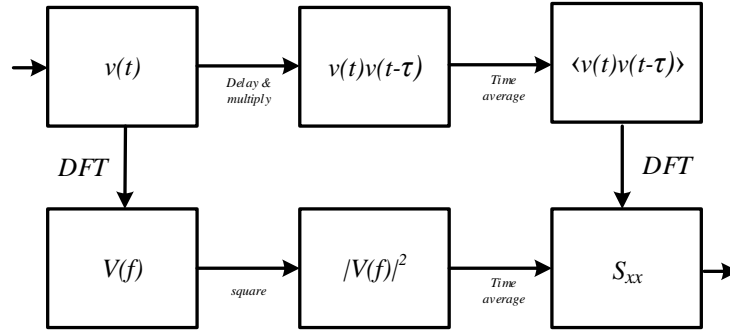 v(t)
Delay &
multiply
v(t)v(t-τ)
Time
average
‹v(t)v(t-τ)›
DFT
DFT
V(f)
square
|V(f)|²
Time
average
Sₓₓ